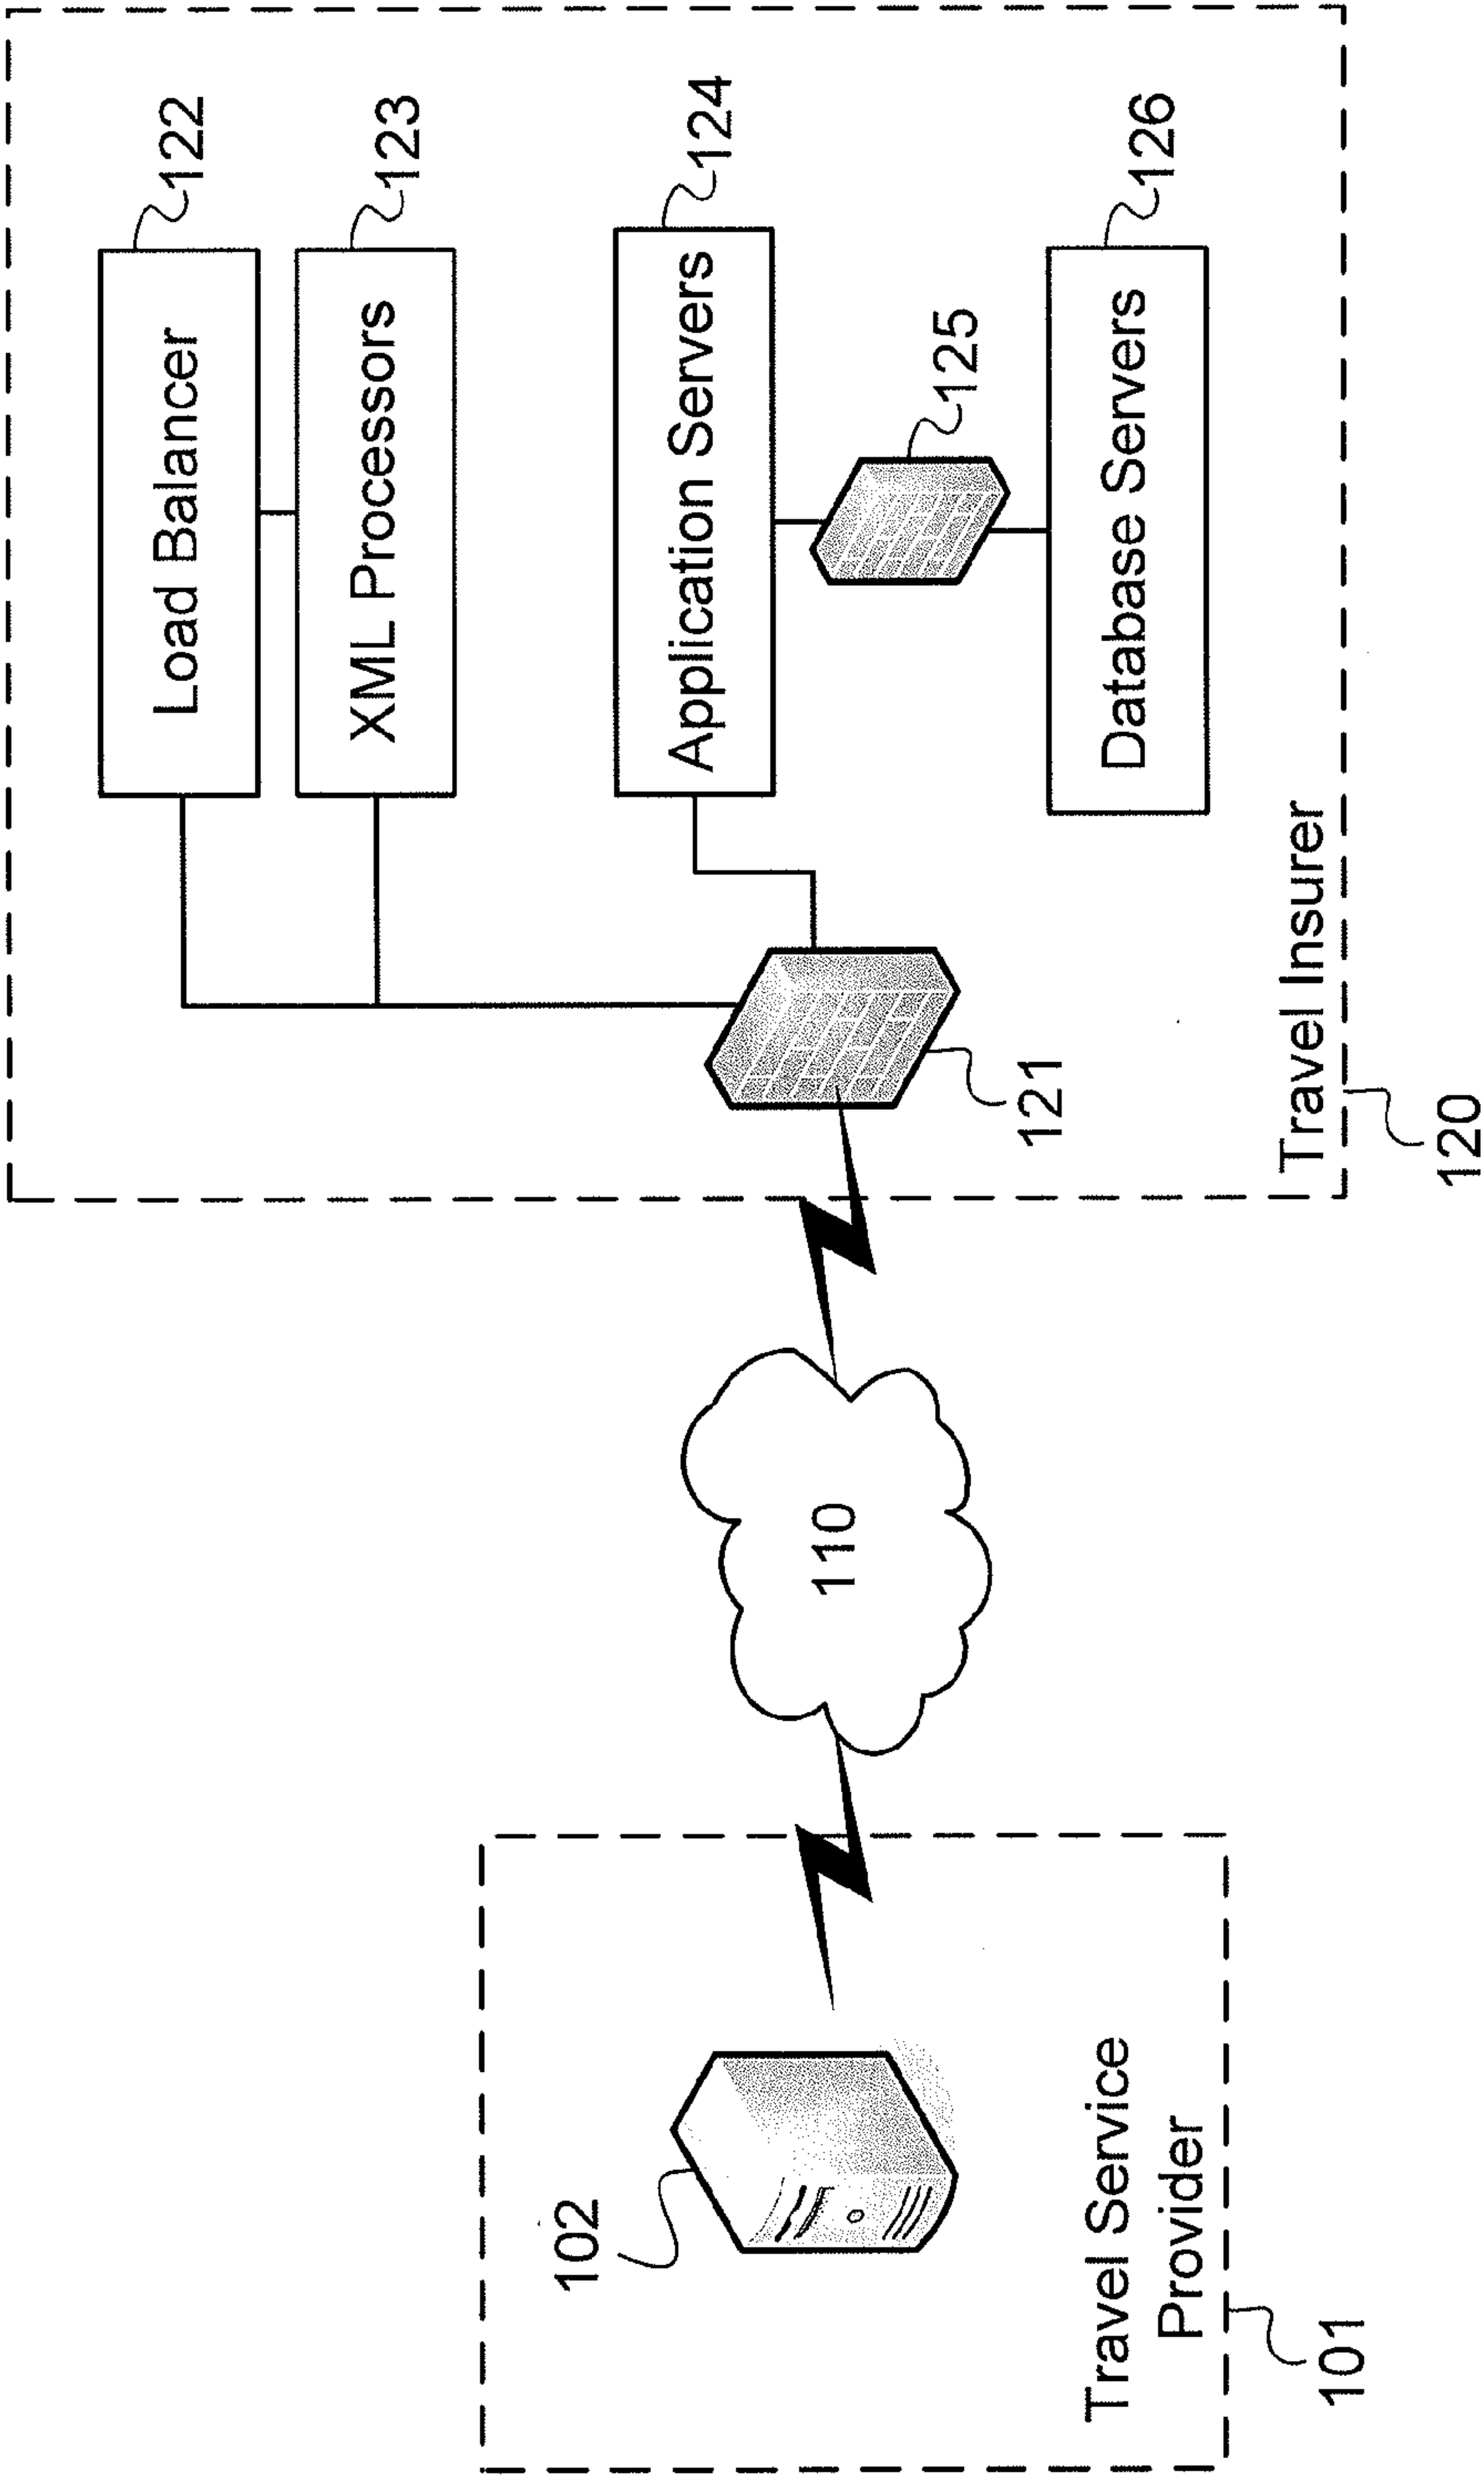 Load Balancer
122
XML Processors
123
Application Servers
124
125
Database Servers
126
121
Travel Insurer
120
110
102
Travel Service
Provider
101